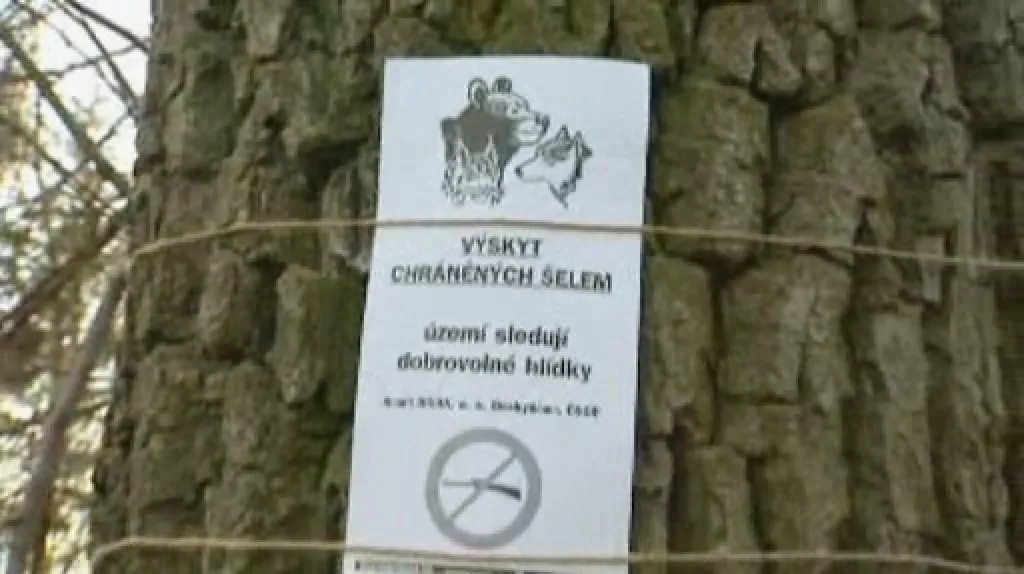 VÝSKYT
CHRÁNĚNÝCH ŠELEM
území sledují
dobrovolné hlídky